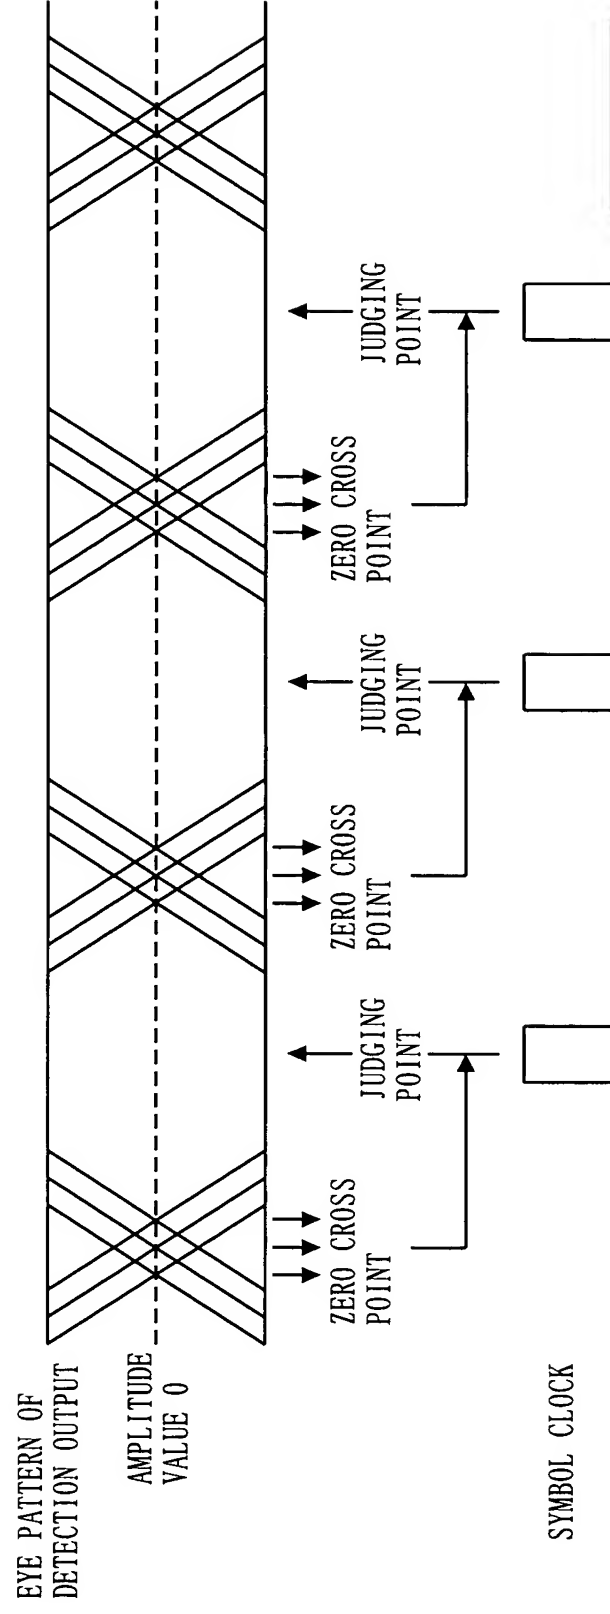 EYE PATTERN OF
DETECTION OUTPUT
AMPLITUDE
VALUE 0
ZERO CROSS
POINT
JUDGING
POINT
ZERO CROSS
POINT
JUDGING
POINT
ZERO CROSS
POINT
JUDGING
POINT
SYMBOL CLOCK